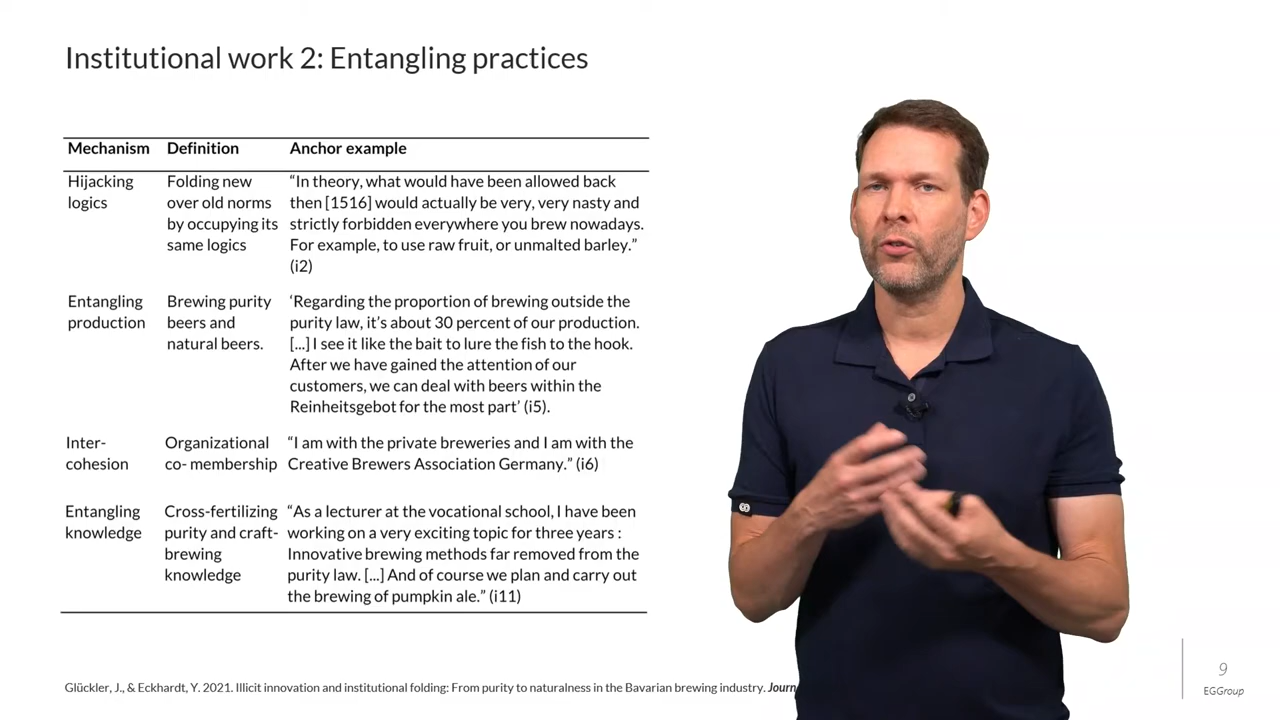 Institutional work 2: Entangling practices
Mechanism Definition Anchor example
Hijacking logics
Folding new over old norms by occupying its same logics
“In theory, what would have been allowed back
then [1516] would actually be very, very nasty and
strictly forbidden everywhere you brew nowadays.
For example, to use raw fruit, or unmalted barley.”
(i2)
Entangling production
Brewing purity beers and natural beers.
‘Regarding the proportion of brewing outside the
purity law, it’s about 30 percent of our production.
[...] I see it like the bait to lure the fish to the hook.
After we have gained the attention of our
customers, we can deal with beers within the
Reinheitsgebot for the most part’ (i5).
Inter-
cohesion
Organizational
co- membership
“I am with the private breweries and I am with the
Creative Brewers Association Germany.” (i6)
Entangling
knowledge
Cross-fertilizing
purity and craft-
brewing
knowledge
“As a lecturer at the vocational school, I have been
working on a very exciting topic for three years :
Innovative brewing methods far removed from the
purity law. [...] And of course we plan and carry out
the brewing of pumpkin ale.” (i11)
Glückler, J., & Eckhardt, Y. 2021. Illicit innovation and institutional folding: From purity to naturalness in the Bavarian brewing industry. Journ
9
EGGroup